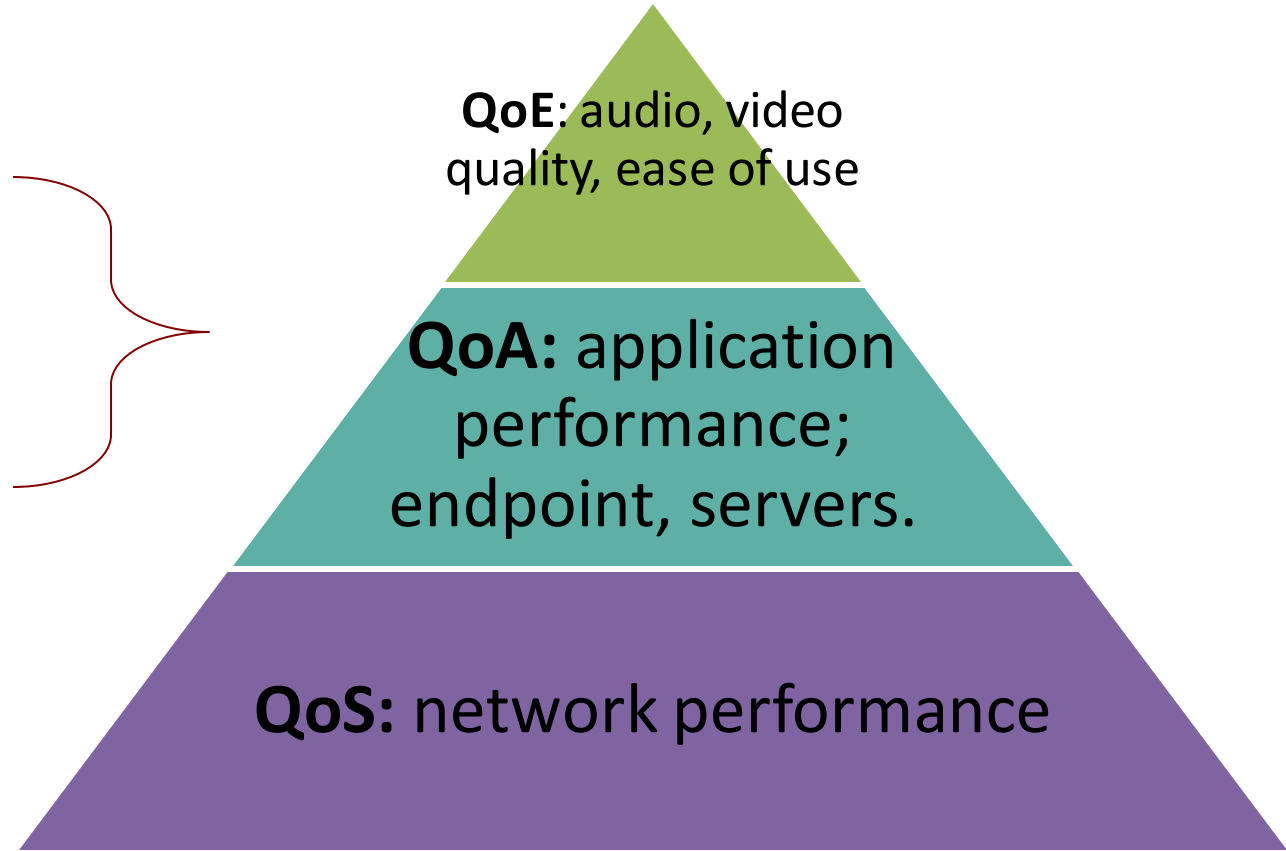 QoE: audio, video
quality, ease of use
QoA: application
performance;
endpoint, servers.
QoS: network performance